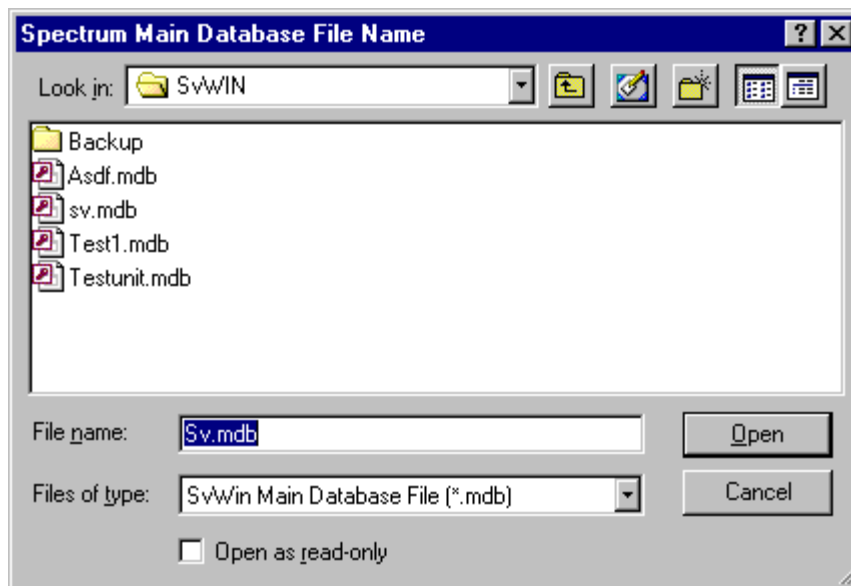 Spectrum Main Database File Name
Look in: SvWIN
Backup
Asdf.mdb
sv.mdb
Test1.mdb
Testunit.mdb
File name: Sv.mdb Open
Files of type: SvWin Main Database File (*.mdb) Cancel
Open as read-only